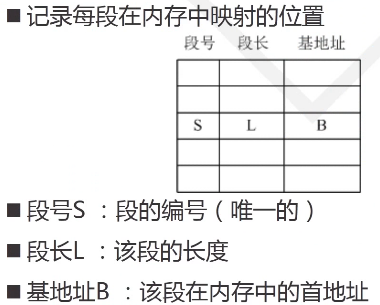 ■ 记录每段在内存中映射的位置
段号 段长 基地址
S L B
■ 段号S ：段的编号（唯一的）
■ 段长L ：该段的长度
■ 基地址B ：该段在内存中的首地址